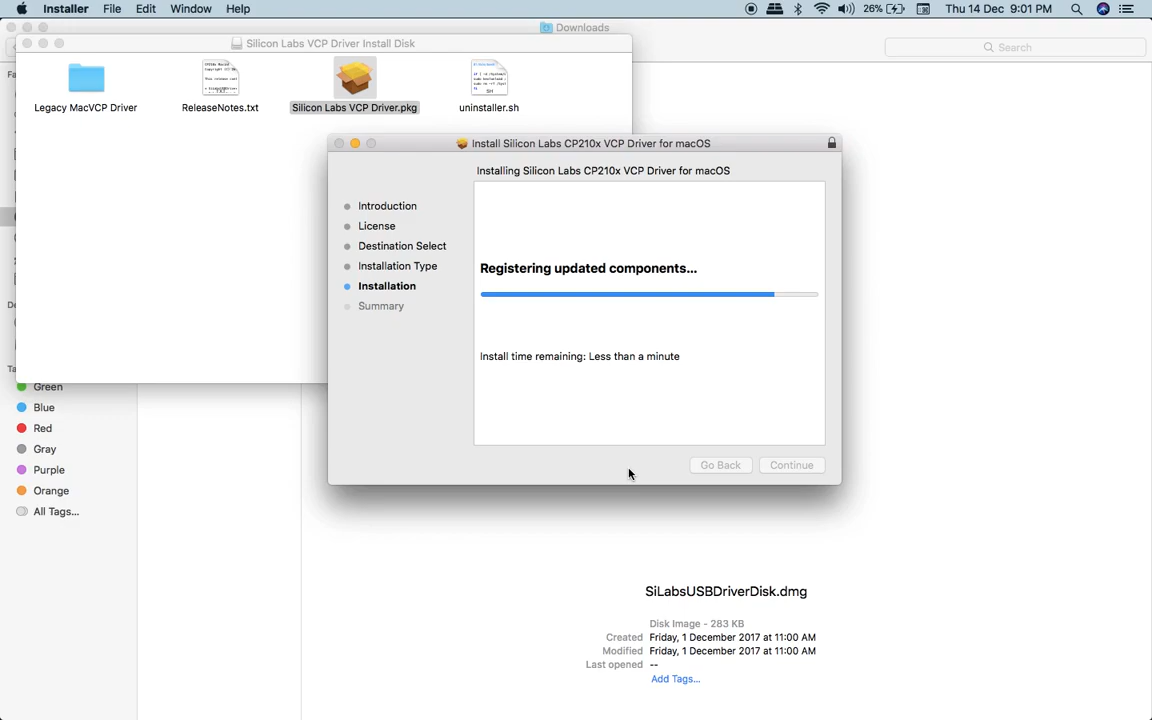 Installer File Edit Window Help 26% Thu 14 Dec 9:01 PM
Downloads
Silicon Labs VCP Driver Install Disk
Search
Fa
Legacy MacVCP Driver
ReleaseNotes.txt
Silicon Labs VCP Driver.pkg
SH
uninstaller.sh
Install Silicon Labs CP210x VCP Driver for macOS
Installing Silicon Labs CP210x VCP Driver for macOS
Introduction
License
Destination Select
Installation Type
Installation
Summary
Registering updated components...
Install time remaining: Less than a minute
Go Back Continue
De
Ta
Green
Blue
Red
Gray
Purple
Orange
All Tags...
SiLabsUSBDriverDisk.dmg
Disk Image - 283 KB
Created Friday, 1 December 2017 at 11:00 AM
Modified Friday, 1 December 2017 at 11:00 AM
Last opened --
Add Tags...